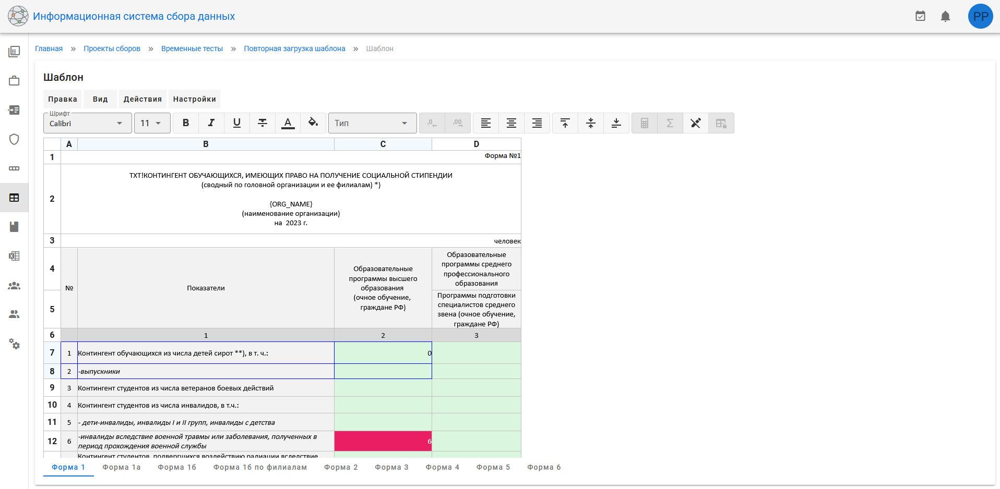 Информационная система сбора данных
PP
Главная » Проекты сборов » Временные тесты » Повторная загрузка шаблона » Шаблон
Шаблон
Правка Вид Действия Настройки
Шрифт
Calibri 11 B I U S A Тип .0 .00 Σ
A B C D
1 Форма №1
ТХТ!КОНТИНГЕНТ ОБУЧАЮЩИХСЯ, ИМЕЮЩИХ ПРАВО НА ПОЛУЧЕНИЕ СОЦИАЛЬНОЙ СТИПЕНДИИ
(сводный по головной организации и ее филиалам) *)
2
{ORG_NAME}
(наименование организации)
на 2023 г.
3 человек
4
5
№
Показатели
Образовательные
программы высшего
образования
(очное обучение,
граждане РФ)
Образовательные
программы среднего
профессионального
образования
Программы подготовки
специалистов среднего
звена (очное обучение,
граждане РФ)
6 1 2 3
7 1 Контингент обучающихся из числа детей сирот **), в т. ч.: 0
8 2 -выпускники
9 3 Контингент студентов из числа ветеранов боевых действий
10 4 Контингент студентов из числа инвалидов, в т.ч.:
11 5 - дети-инвалиды, инвалиды I и II групп, инвалиды с детства
12 6 -инвалиды вследствие военной травмы или заболевания, полученных в
период прохождения военной службы 6
Контингент студентов, подвергшихся воздействию радиации вследствие
Форма 1 Форма 1а Форма 1б Форма 1б по филиалам Форма 2 Форма 3 Форма 4 Форма 5 Форма 6